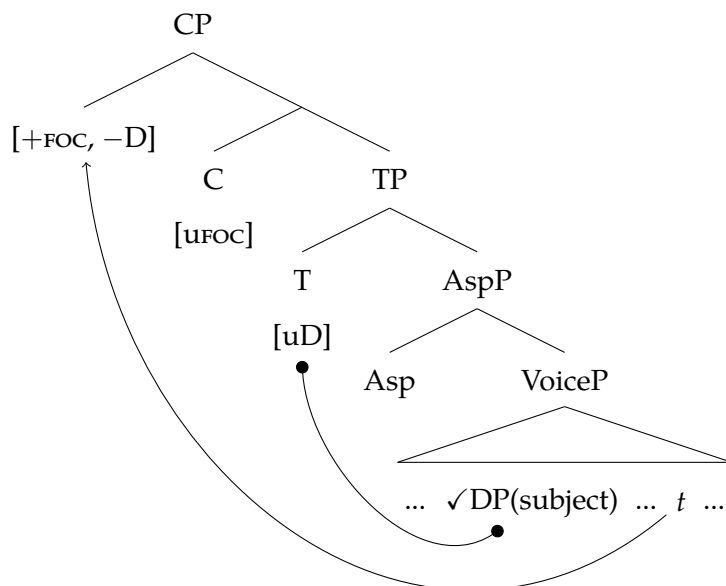 CP
[+FOC, −D]
C TP
[uFOC]
T AspP
[uD]
Asp VoiceP
... ✓DP(subject) ... t ...